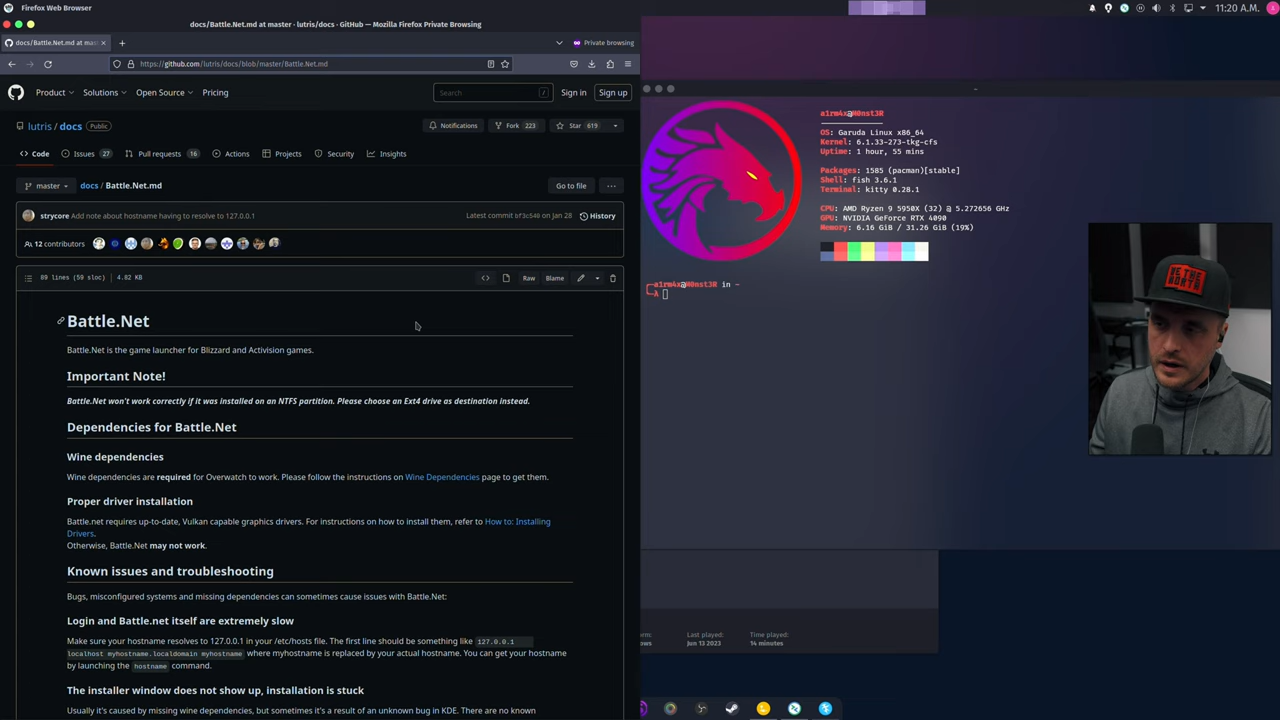 Firefox Web Browser
11:20 A.M.
docs/Battle.Net.md at master · lutris/docs · GitHub — Mozilla Firefox Private Browsing
docs/Battle.Net.md at mas
Private browsing
https://github.com/lutris/docs/blob/master/Battle.Net.md
Product
Solutions
Open Source
Pricing
Search
/
Sign in
Sign up
lutris / docs
Public
Notifications
Fork 223
Star 619
Code
Issues 27
Pull requests 16
Actions
Projects
Security
Insights
master
docs / Battle.Net.md
Go to file
strycore Add note about hostname having to resolve to 127.0.0.1
Latest commit bf3c540 on Jan 28
History
12 contributors
89 lines (59 sloc)
4.82 KB
Raw
Blame
Battle.Net
Battle.Net is the game launcher for Blizzard and Activision games.
Important Note!
Battle.Net won't work correctly if it was installed on an NTFS partition. Please choose an Ext4 drive as destination instead.
Dependencies for Battle.Net
Wine dependencies
Wine dependencies are required for Overwatch to work. Please follow the instructions on Wine Dependencies page to get them.
Proper driver installation
Battle.net requires up-to-date, Vulkan capable graphics drivers. For instructions on how to install them, refer to How to: Installing
Drivers.
Otherwise, Battle.Net may not work.
Known issues and troubleshooting
Bugs, misconfigured systems and missing dependencies can sometimes cause issues with Battle.Net:
Login and Battle.net itself are extremely slow
Make sure your hostname resolves to 127.0.0.1 in your /etc/hosts file. The first line should be something like 127.0.0.1
localhost myhostname.localdomain myhostname where myhostname is replaced by your actual hostname. You can get your hostname
by launching the hostname command.
The installer window does not show up, installation is stuck
Usually it's caused by missing wine dependencies, but sometimes it's a result of an unknown bug in KDE. There are no known
~
a1rm4x@M0nst3R
OS: Garuda Linux x86_64
Kernel: 6.1.33-273-tkg-cfs
Uptime: 1 hour, 55 mins
Packages: 1585 (pacman)[stable]
Shell: fish 3.6.1
Terminal: kitty 0.28.1
CPU: AMD Ryzen 9 5950X (32) @ 5.272656 GHz
GPU: NVIDIA GeForce RTX 4090
Memory: 6.16 GiB / 31.26 GiB (19%)
a1rm4x@M0nst3R in ~
λ
Last played:
Time played:
Jun 13 2023
14 minutes